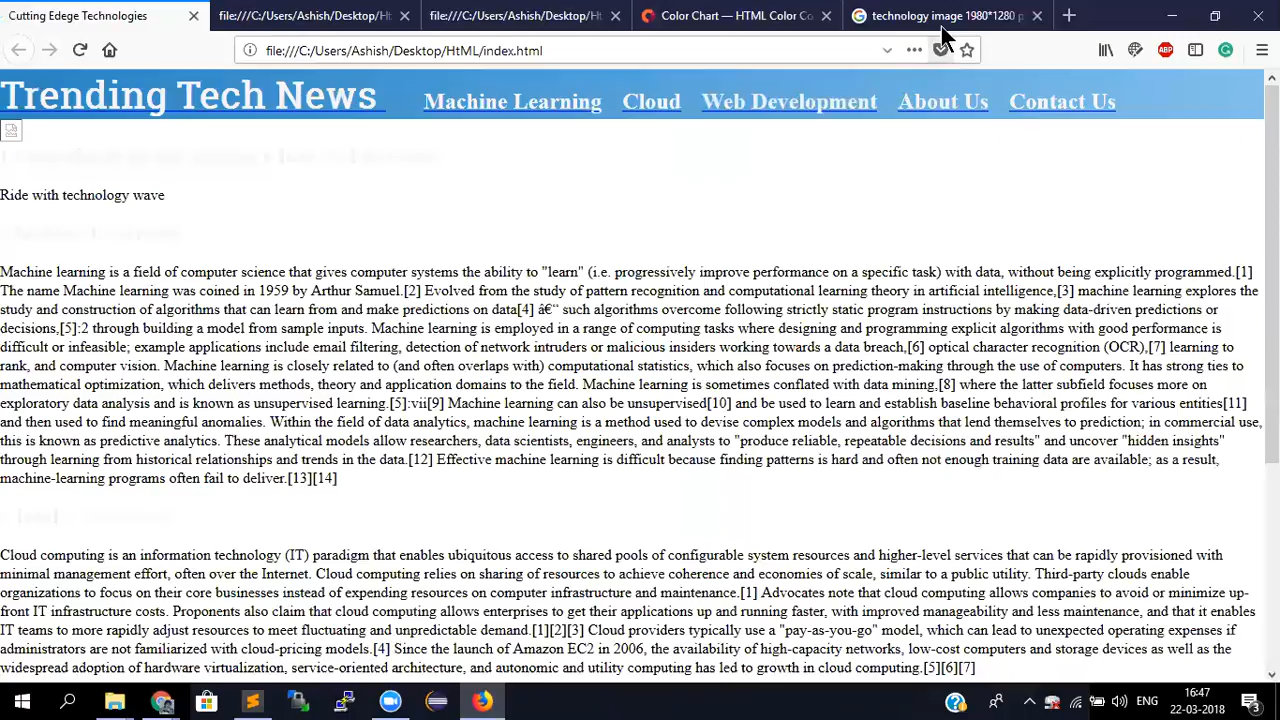 Cutting Edege Technologies
file:///C:/Users/Ashish/Desktop/Ht
file:///C:/Users/Ashish/Desktop/H
Color Chart — HTML Color Co
technology image 1980*1280 p
file:///C:/Users/Ashish/Desktop/HtML/index.html
ABP
Trending Tech News Machine Learning Cloud Web Development About Us Contact Us
Ride with technology wave
Machine learning is a field of computer science that gives computer systems the ability to "learn" (i.e. progressively improve performance on a specific task) with data, without being explicitly programmed.[1]
The name Machine learning was coined in 1959 by Arthur Samuel.[2] Evolved from the study of pattern recognition and computational learning theory in artificial intelligence,[3] machine learning explores the
study and construction of algorithms that can learn from and make predictions on data[4] â€“ such algorithms overcome following strictly static program instructions by making data-driven predictions or
decisions,[5]:2 through building a model from sample inputs. Machine learning is employed in a range of computing tasks where designing and programming explicit algorithms with good performance is
difficult or infeasible; example applications include email filtering, detection of network intruders or malicious insiders working towards a data breach,[6] optical character recognition (OCR),[7] learning to
rank, and computer vision. Machine learning is closely related to (and often overlaps with) computational statistics, which also focuses on prediction-making through the use of computers. It has strong ties to
mathematical optimization, which delivers methods, theory and application domains to the field. Machine learning is sometimes conflated with data mining,[8] where the latter subfield focuses more on
exploratory data analysis and is known as unsupervised learning.[5]:vii[9] Machine learning can also be unsupervised[10] and be used to learn and establish baseline behavioral profiles for various entities[11]
and then used to find meaningful anomalies. Within the field of data analytics, machine learning is a method used to devise complex models and algorithms that lend themselves to prediction; in commercial use,
this is known as predictive analytics. These analytical models allow researchers, data scientists, engineers, and analysts to "produce reliable, repeatable decisions and results" and uncover "hidden insights"
through learning from historical relationships and trends in the data.[12] Effective machine learning is difficult because finding patterns is hard and often not enough training data are available; as a result,
machine-learning programs often fail to deliver.[13][14]
Cloud computing is an information technology (IT) paradigm that enables ubiquitous access to shared pools of configurable system resources and higher-level services that can be rapidly provisioned with
minimal management effort, often over the Internet. Cloud computing relies on sharing of resources to achieve coherence and economies of scale, similar to a public utility. Third-party clouds enable
organizations to focus on their core businesses instead of expending resources on computer infrastructure and maintenance.[1] Advocates note that cloud computing allows companies to avoid or minimize up-
front IT infrastructure costs. Proponents also claim that cloud computing allows enterprises to get their applications up and running faster, with improved manageability and less maintenance, and that it enables
IT teams to more rapidly adjust resources to meet fluctuating and unpredictable demand.[1][2][3] Cloud providers typically use a "pay-as-you-go" model, which can lead to unexpected operating expenses if
administrators are not familiarized with cloud-pricing models.[4] Since the launch of Amazon EC2 in 2006, the availability of high-capacity networks, low-cost computers and storage devices as well as the
widespread adoption of hardware virtualization, service-oriented architecture, and autonomic and utility computing has led to growth in cloud computing.[5][6][7]
ENG
16:47
22-03-2018
3